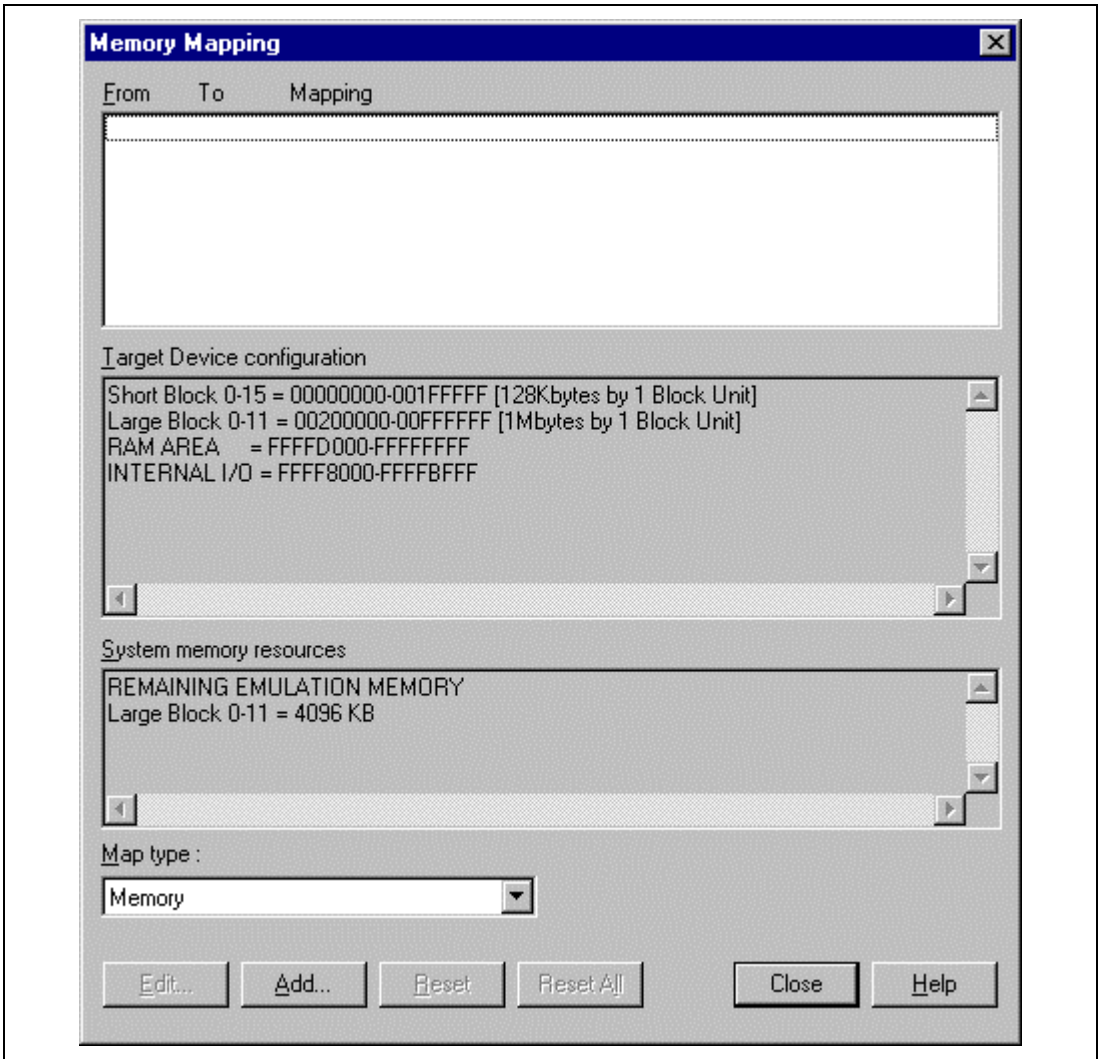 Memory Mapping
From To Mapping
Target Device configuration
Short Block 0-15 = 00000000-001FFFFF [128Kbytes by 1 Block Unit]
Large Block 0-11 = 00200000-00FFFFFF [1Mbytes by 1 Block Unit]
RAM AREA = FFFFD000-FFFFFFFF
INTERNAL I/O = FFFF8000-FFFFBFFF
System memory resources
REMAINING EMULATION MEMORY
Large Block 0-11 = 4096 KB
Map type :
Memory
Edit... Add... Reset Reset All Close Help